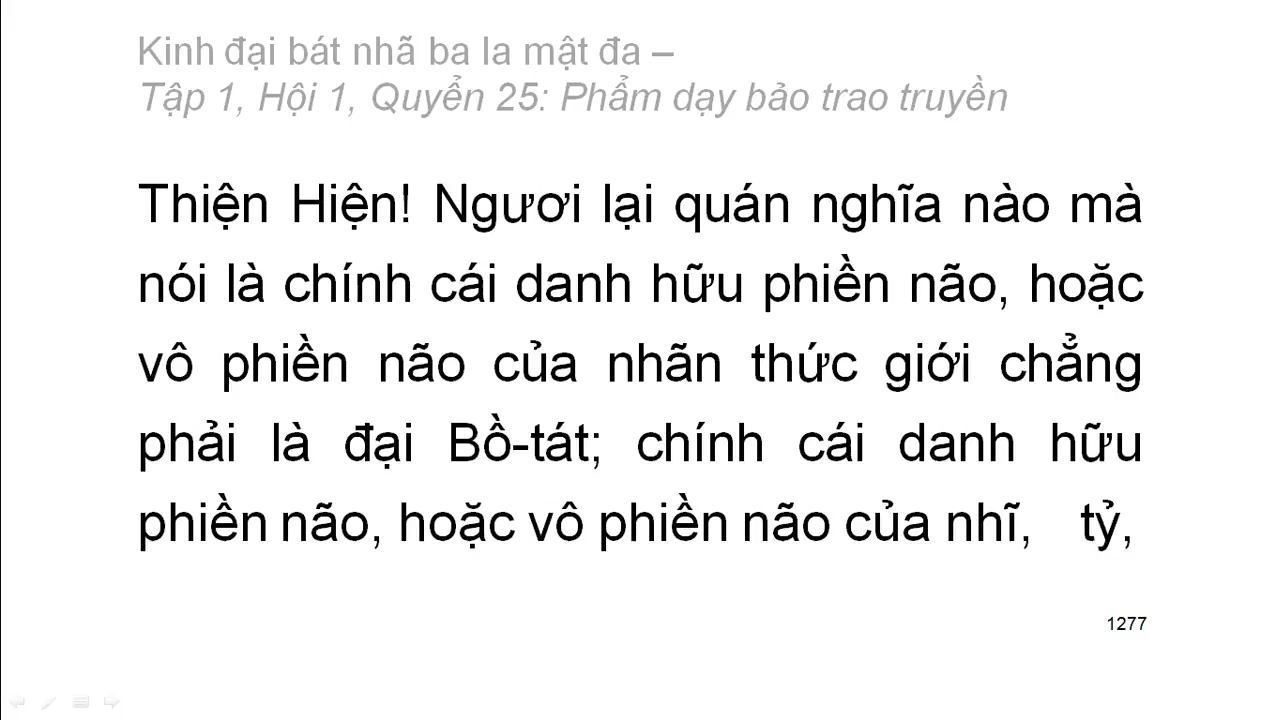 Kinh đại bát nhã ba la mật đa –
Tập 1, Hội 1, Quyển 25: Phẩm dạy bảo trao truyền
Thiện Hiện! Ngươi lại quán nghĩa nào mà
nói là chính cái danh hữu phiền não, hoặc
vô phiền não của nhãn thức giới chẳng
phải là đại Bồ-tát; chính cái danh hữu
phiền não, hoặc vô phiền não của nhĩ, tỷ,
1277